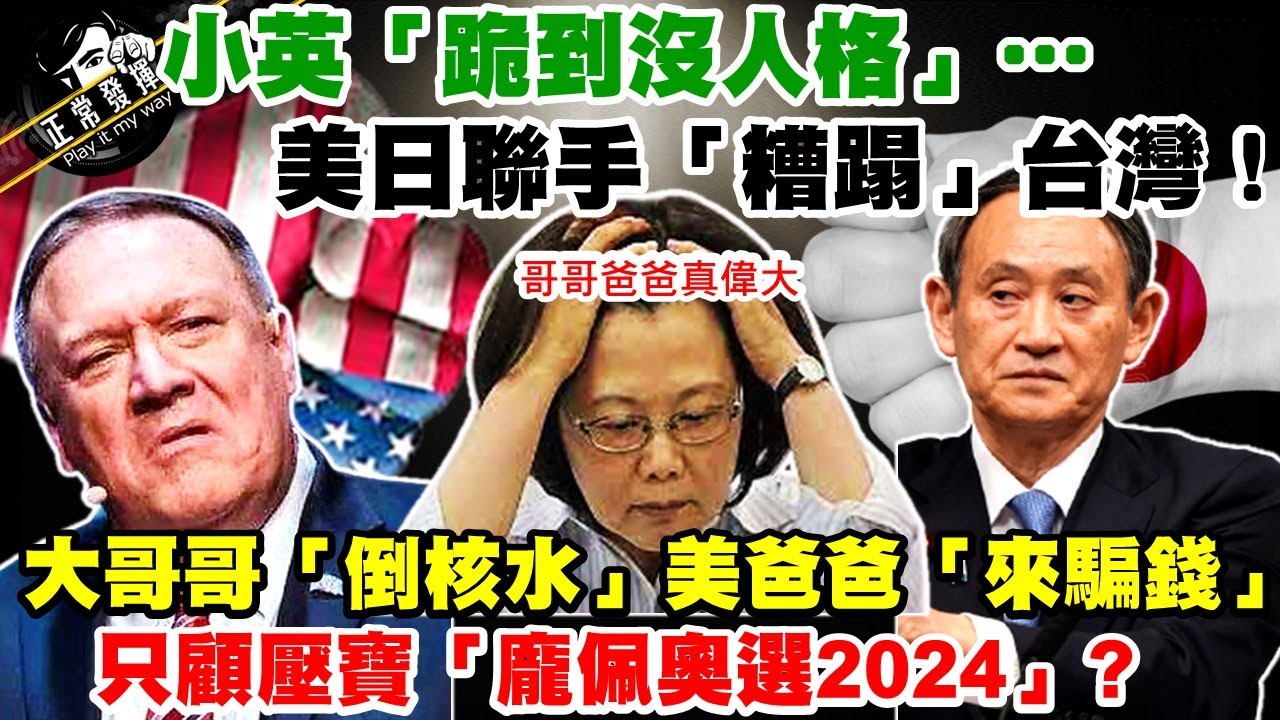 正常發揮
Play it my way
小英「跪到沒人格」…
美日聯手「糟蹋」台灣！
哥哥爸爸真偉大
大哥哥「倒核水」美爸爸「來騙錢」
只顧壓寶「龐佩奧選2024」？